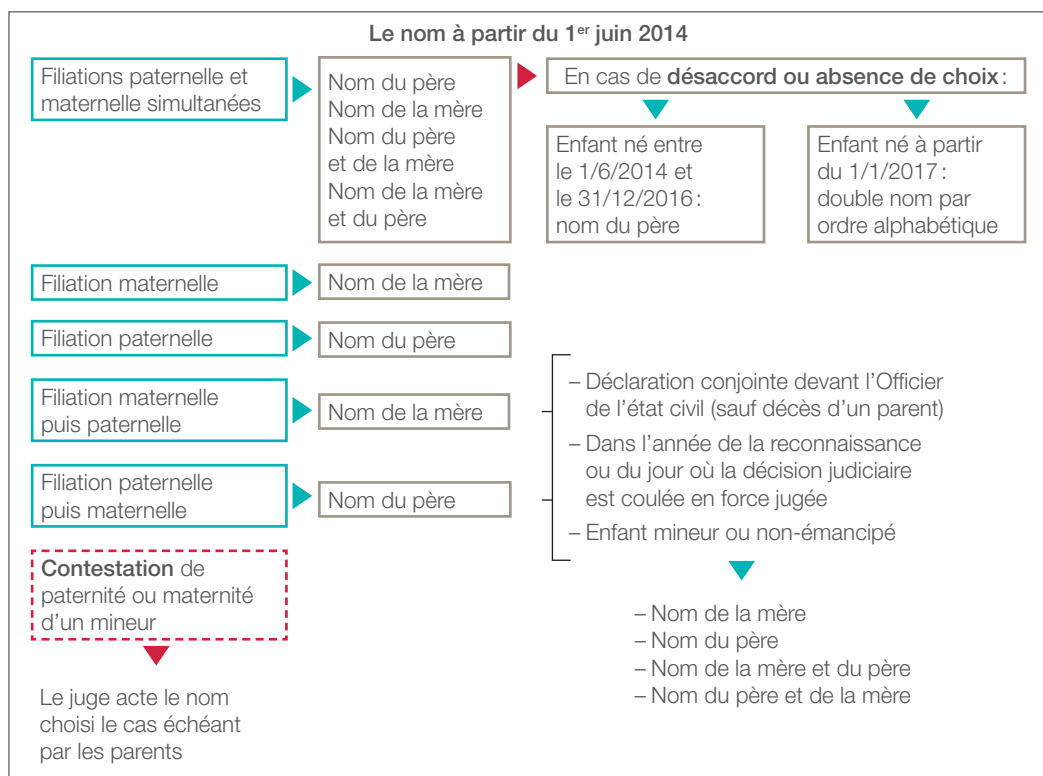 Le nom à partir du 1er juin 2014
Filiations paternelle et
maternelle simultanées
Nom du père
Nom de la mère
Nom du père
et de la mère
Nom de la mère
et du père
En cas de désaccord ou absence de choix :
Enfant né entre
le 1/6/2014 et
le 31/12/2016 :
nom du père
Enfant né à partir
du 1/1/2017 :
double nom par
ordre alphabétique
Filiation maternelle
Nom de la mère
Filiation paternelle
Nom du père
Filiation maternelle
puis paternelle
Nom de la mère
Filiation paternelle
puis maternelle
Nom du père
– Déclaration conjointe devant l'Officier
de l'état civil (sauf décès d'un parent)
– Dans l'année de la reconnaissance
ou du jour où la décision judiciaire
est coulée en force jugée
– Enfant mineur ou non-émancipé
– Nom de la mère
– Nom du père
– Nom de la mère et du père
– Nom du père et de la mère
Contestation de
paternité ou maternité
d'un mineur
Le juge acte le nom
choisi le cas échéant
par les parents